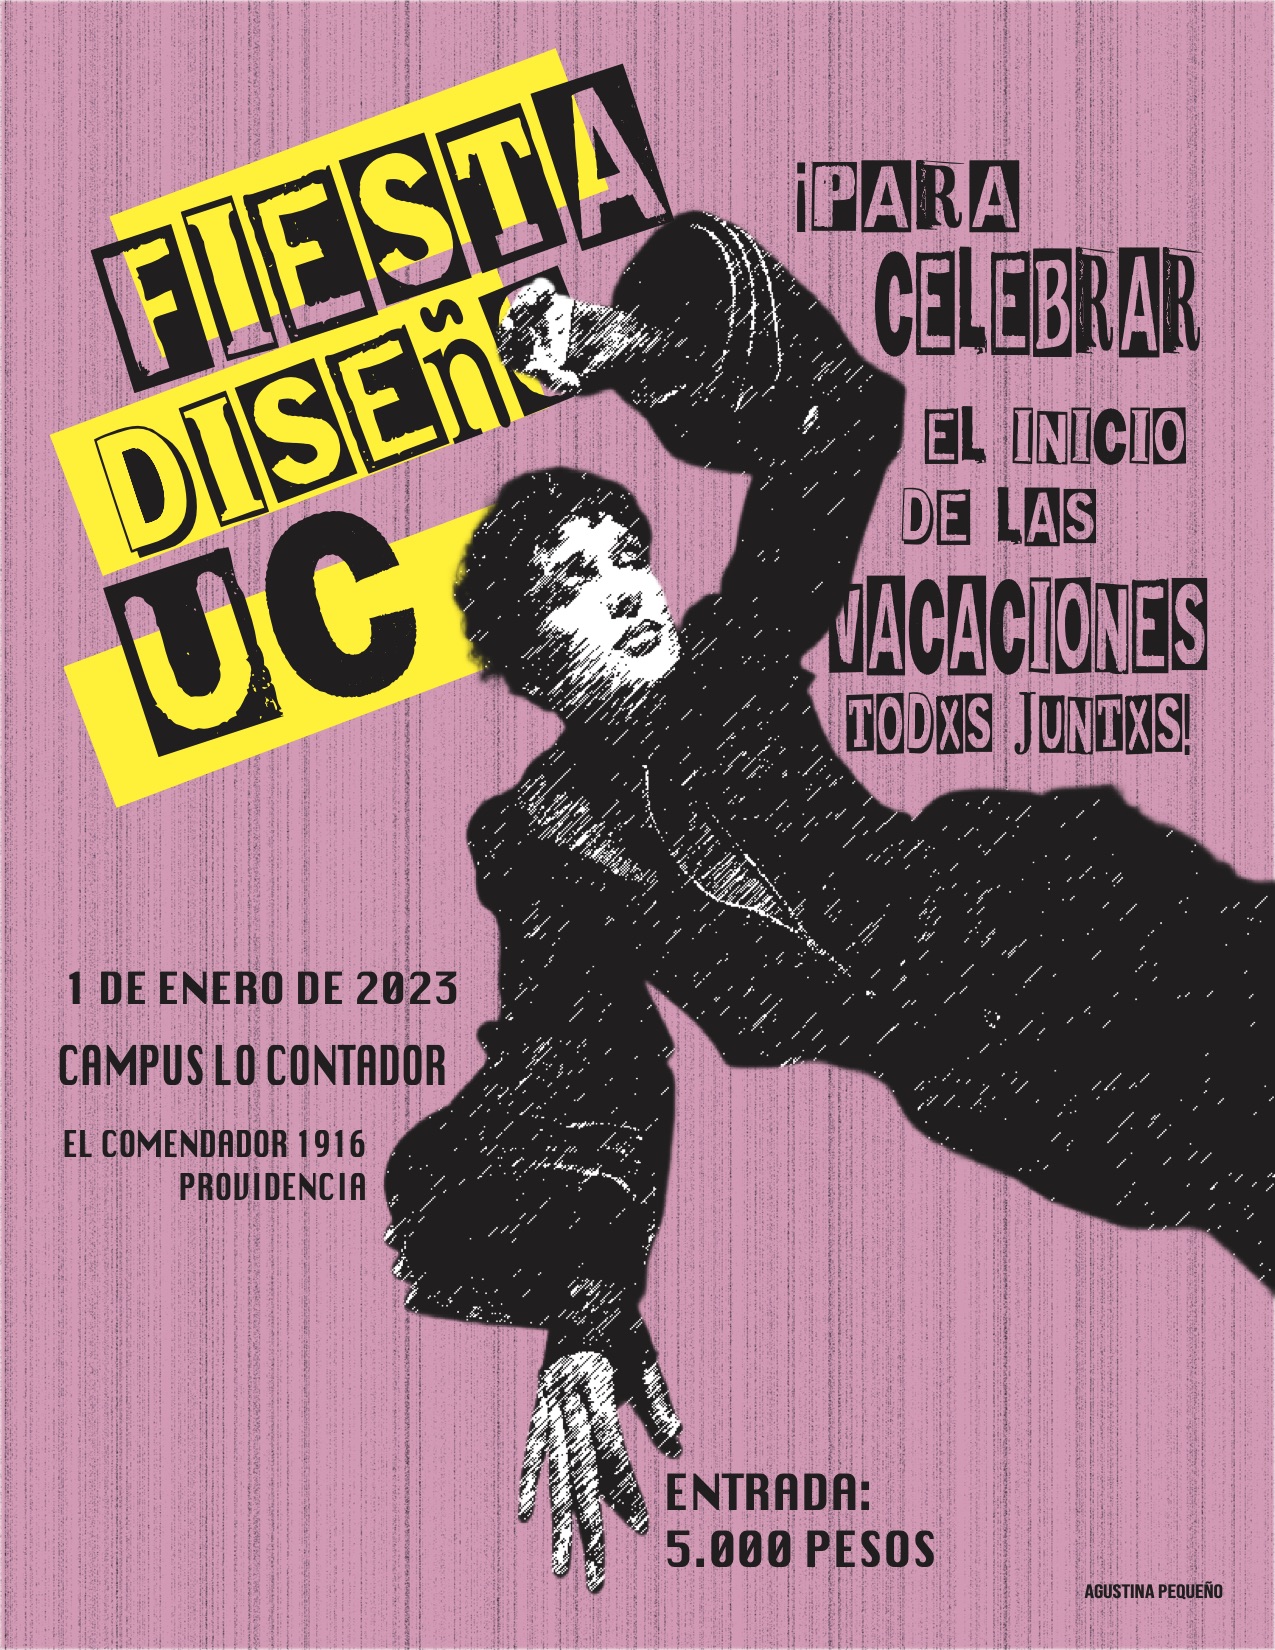 FIESTA
DISEñO
UC
¡PARA
CELEBRAR
EL INICIO
DE LAS
VACACIONES
TODXS JUNTXS!
1 DE ENERO DE 2023
CAMPUS LO CONTADOR
EL COMENDADOR 1916
PROVIDENCIA
ENTRADA:
5.000 PESOS
AGUSTINA PEQUEÑO